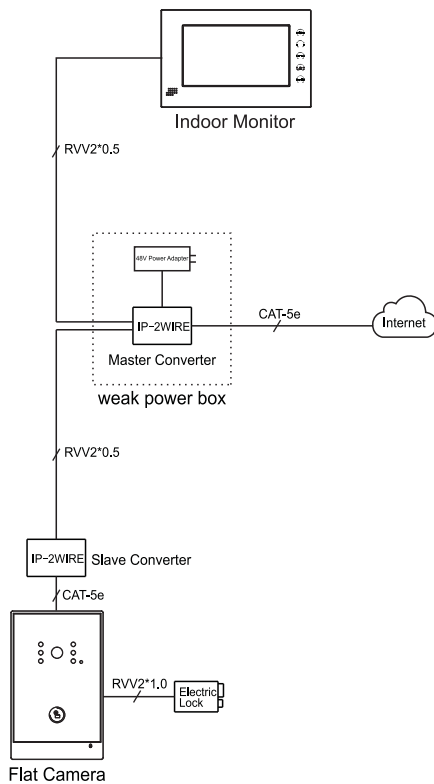 Indoor Monitor
RVV2*0.5
48V Power Adapter
IP-2WIRE
CAT-5e
Internet
Master Converter
weak power box
RVV2*0.5
IP-2WIRE
Slave Converter
CAT-5e
RVV2*1.0
Electric
Lock
Flat Camera